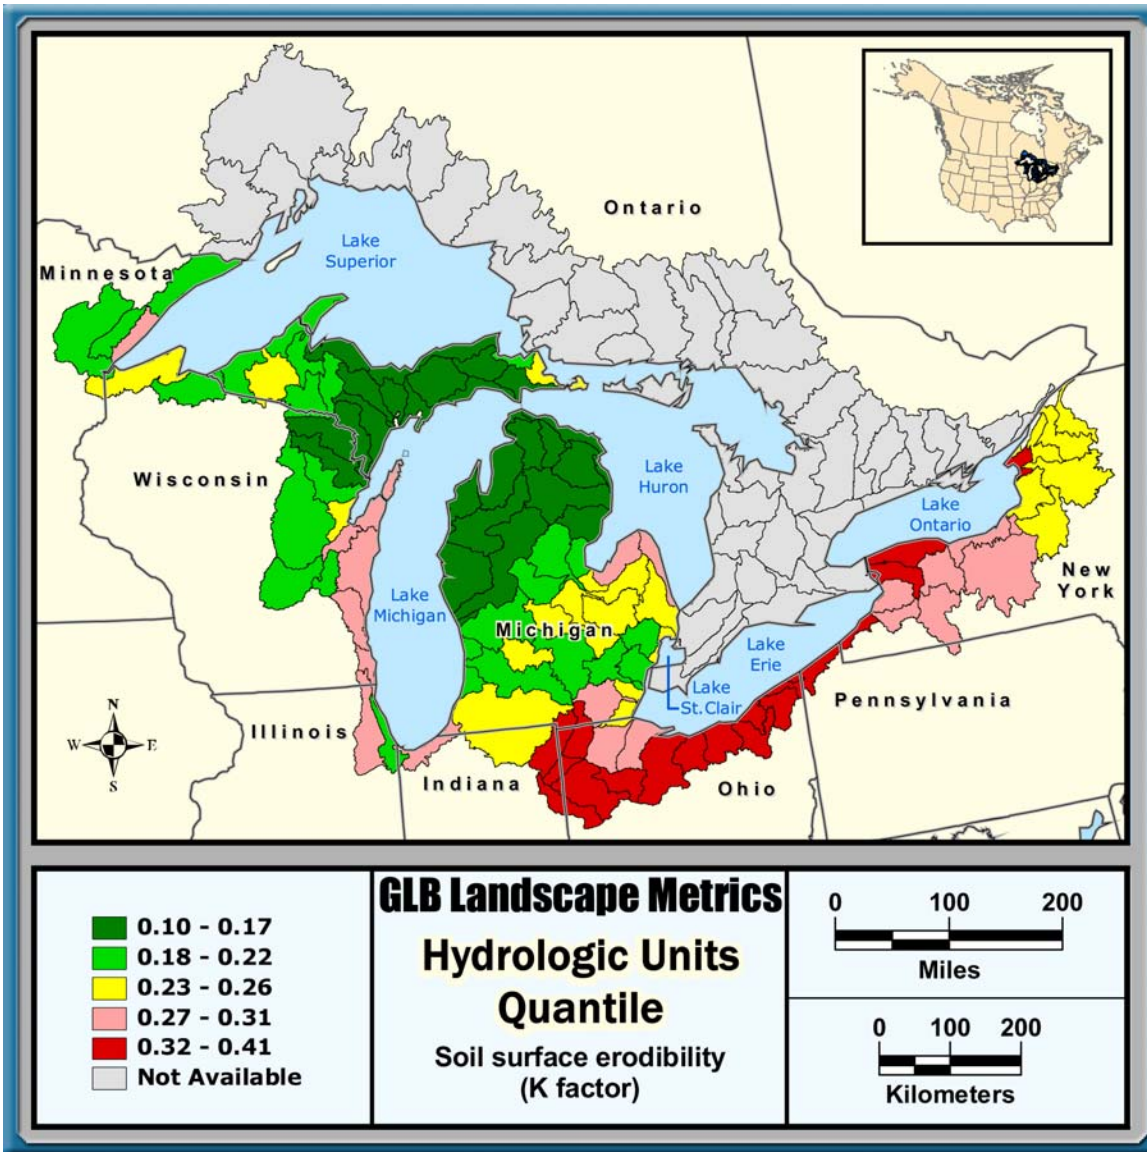 Ontario
Lake
Superior
Minnesota
Wisconsin
Lake
Huron
Lake
Ontario
New
York
Lake
Michigan
Michigan
Lake
Erie
Lake
St.Clair
Pennsylvania
Illinois
Indiana
Ohio
N
W
E
S
0.10 - 0.17
0.18 - 0.22
0.23 - 0.26
0.27 - 0.31
0.32 - 0.41
Not Available
GLB Landscape Metrics
Hydrologic Units
Quantile
Soil surface erodibility
(K factor)
0 100 200
Miles
0 100 200
Kilometers